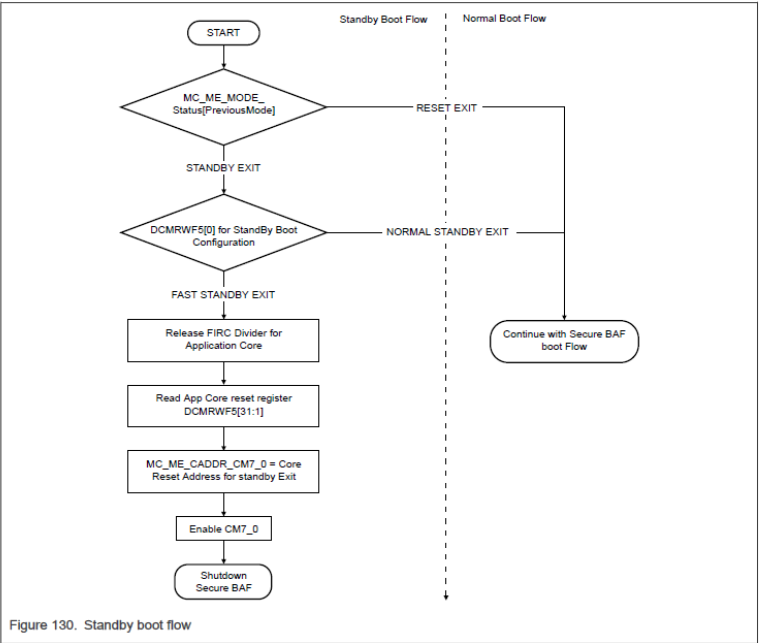 Standby Boot Flow
Normal Boot Flow
START
MC_ME_MODE_
Status[PreviousMode]
RESET EXIT
STANDBY EXIT
DCMRWF5[0] for StandBy Boot
Configuration
NORMAL STANDBY EXIT
FAST STANDBY EXIT
Release FIRC Divider for
Application Core
Continue with Secure BAF
boot Flow
Read App Core reset register
DCMRWF5[31:1]
MC_ME_CADDR_CM7_0 = Core
Reset Address for standby Exit
Enable CM7_0
Shutdown
Secure BAF
Figure 130. Standby boot flow